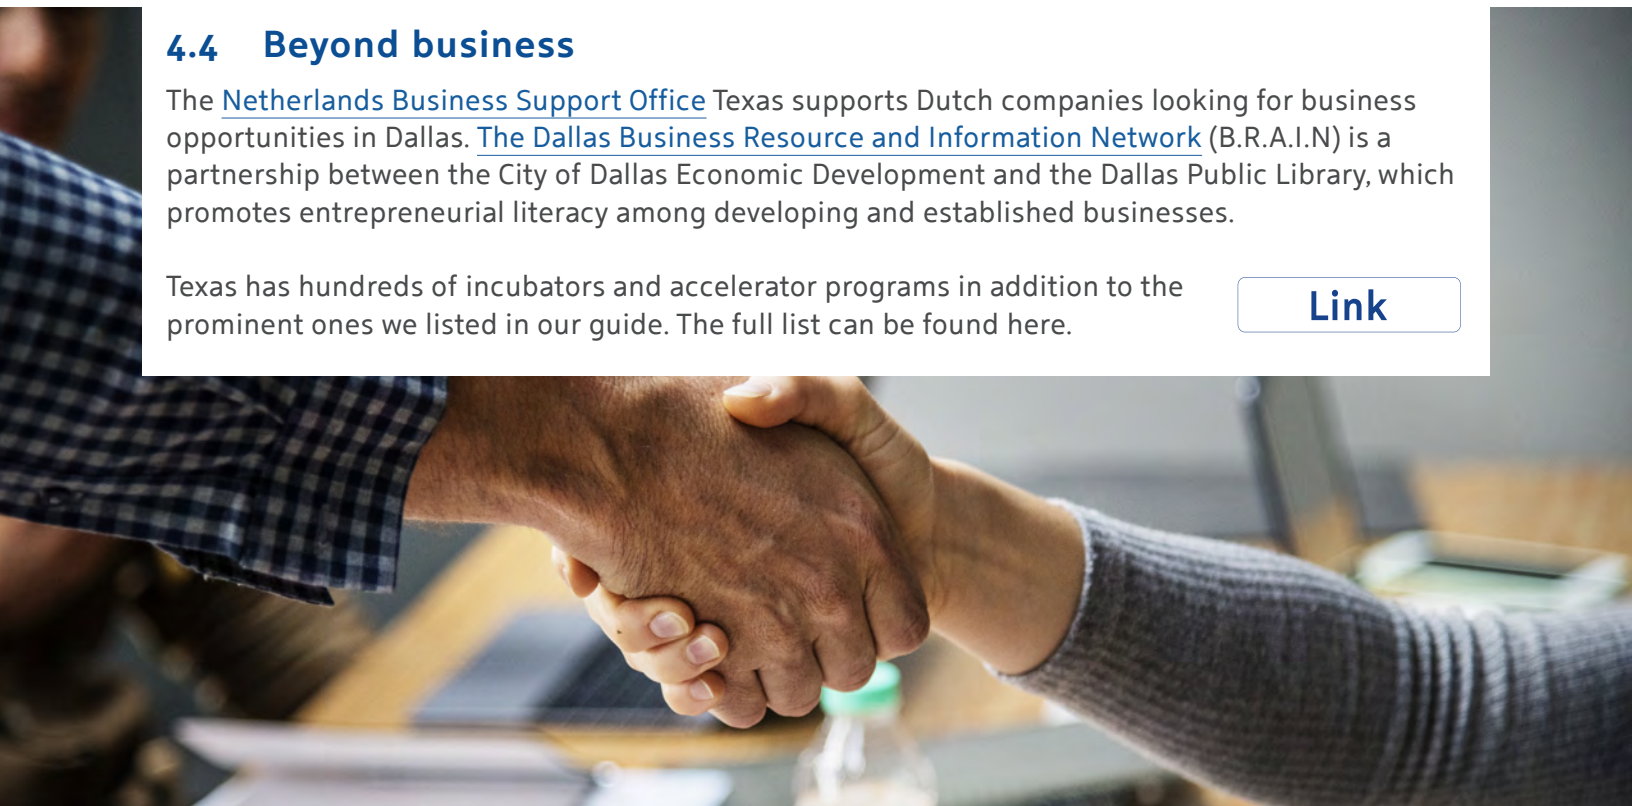 4.4 Beyond business
The Netherlands Business Support Office Texas supports Dutch companies looking for business
opportunities in Dallas. The Dallas Business Resource and Information Network (B.R.A.I.N) is a
partnership between the City of Dallas Economic Development and the Dallas Public Library, which
promotes entrepreneurial literacy among developing and established businesses.
Texas has hundreds of incubators and accelerator programs in addition to the
prominent ones we listed in our guide. The full list can be found here.
Link